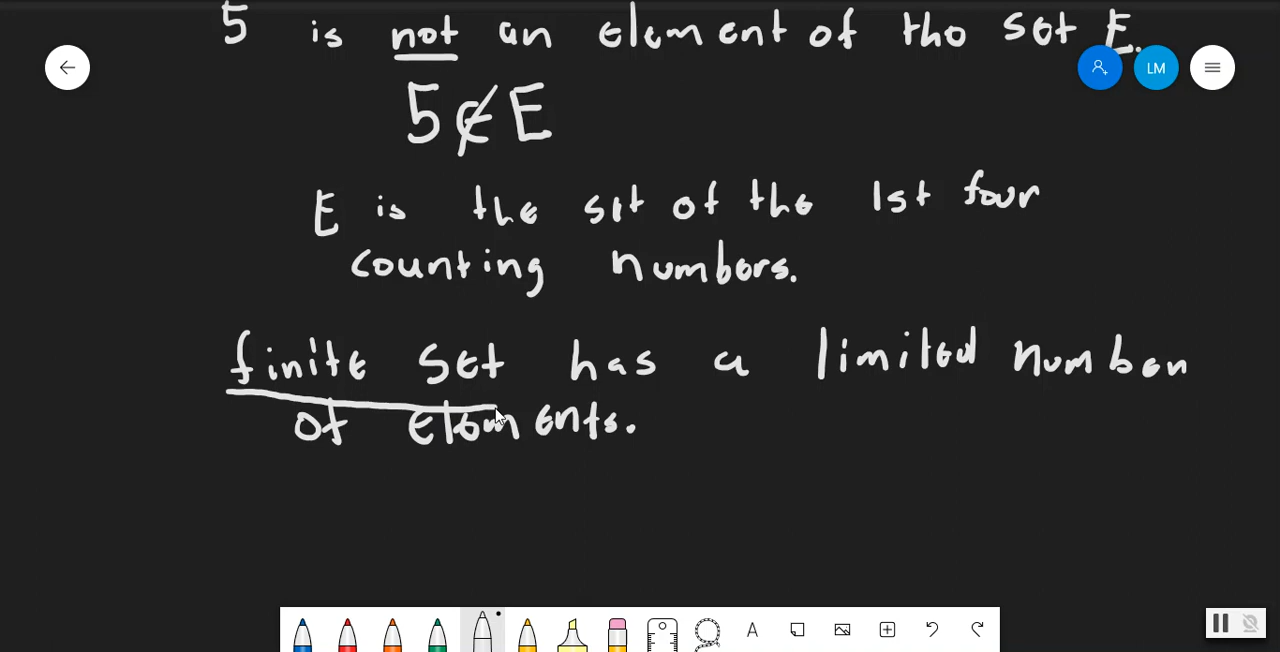 5 is not an element of the set E.
5 ∉ E
E is the set of the 1st four
counting numbers.
finite set has a limited number
of elements.
LM
A